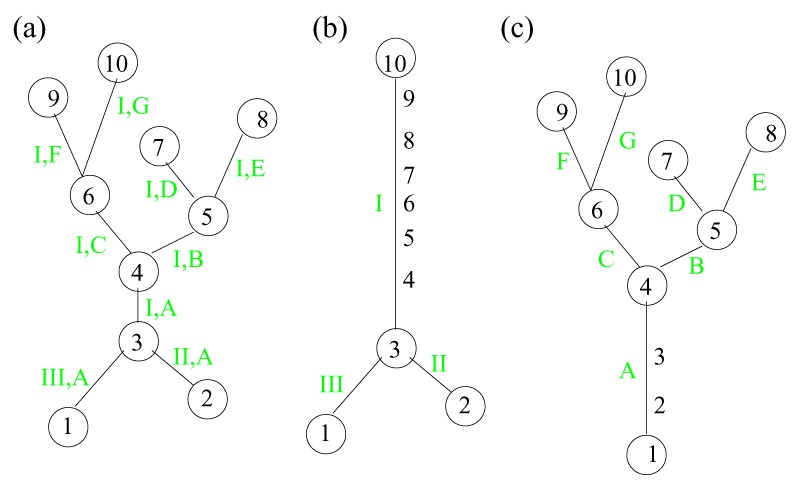 (a)
10
9
I,G
8
I,F
7
I,E
I,D
6
5
I,C
I,B
4
I,A
3
III,A
II,A
2
1
(b)
10
9
8
7
I
6
5
4
3
II
III
2
1
(c)
10
9
G
8
F
7
E
D
6
5
C
B
4
3
A
2
1